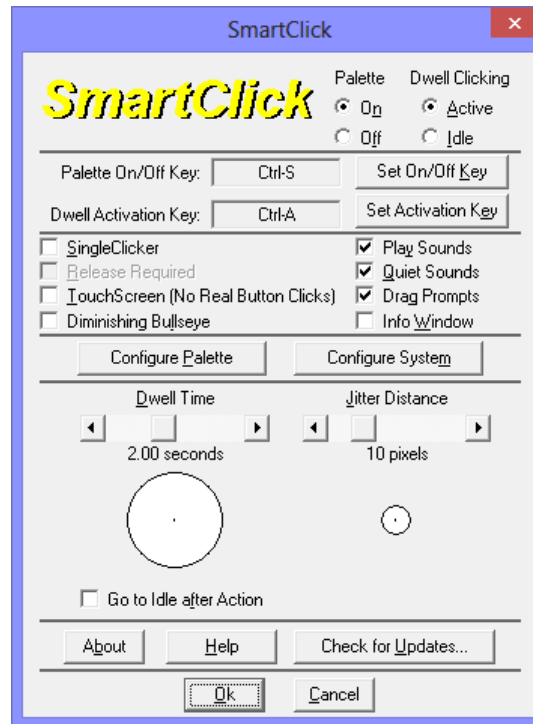 SmartClick
SmartClick
Palette Dwell Clicking
On Active
Off Idle
Palette On/Off Key: Ctrl-S Set On/Off Key
Dwell Activation Key: Ctrl-A Set Activation Key
SingleClicker Play Sounds
Release Required Quiet Sounds
TouchScreen (No Real Button Clicks) Drag Prompts
Diminishing Bullseye Info Window
Configure Palette Configure System
Dwell Time Jitter Distance
2.00 seconds 10 pixels
Go to Idle after Action
About Help Check for Updates...
Ok Cancel